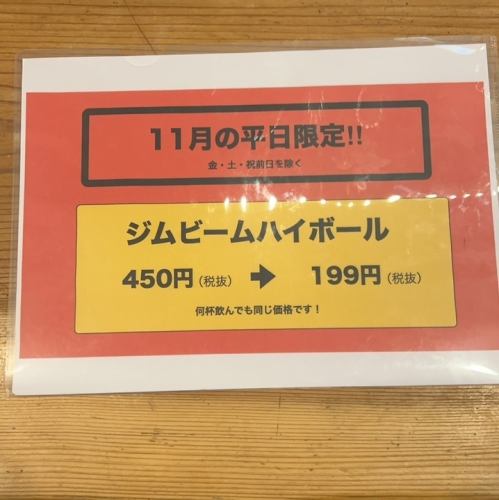 11月の平日限定!!
金・土・祝前日を除く
ジムビームハイボール
450円（税抜）➡ 199円（税抜）
何杯飲んでも同じ価格です！